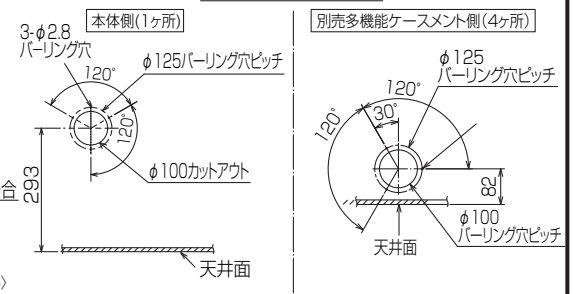 本体側(1ヶ所)
3-φ2.8
バーリング穴
φ125バーリング穴ピッチ
120°
120°
φ100カットアウト
合
293
天井面
別売多機能ケースメント側(4ヶ所)
φ125
バーリング穴ピッチ
120°
30°
120°
82
φ100
バーリング穴ピッチ
天井面